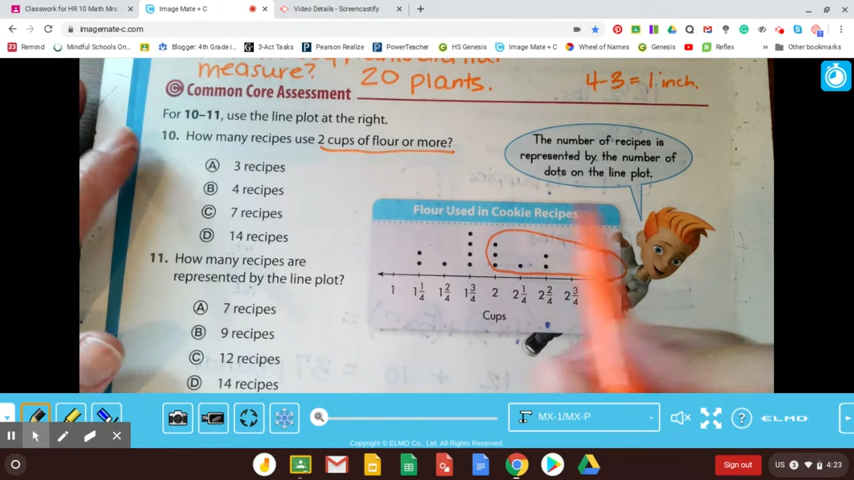 Classwork for HR 10 Math Mrs.
Image Mate + C
Video Details - Screencastify
imagemate-c.com
23 Remind
Mindful Schools On...
Blogger: 4th Grade i...
3-Act Tasks
Pearson Realize
PowerTeacher
HS Genesis
Image Mate + C
Wheel of Names
Genesis
Reflex
Other bookmarks
measure?
20 plants.
4-3 = 1 inch.
Common Core Assessment
For 10–11, use the line plot at the right.
10. How many recipes use 2 cups of flour or more?
A 3 recipes
B 4 recipes
C 7 recipes
D 14 recipes
The number of recipes is
represented by the number of
dots on the line plot.
Flour Used in Cookie Recipes
1 1 1/4 1 2/4 1 3/4 2 2 1/4 2 2/4 2 3/4
Cups
11. How many recipes are
represented by the line plot?
A 7 recipes
B 9 recipes
C 12 recipes
D 14 recipes
MX-1/MX-P
ELMO
Copyright © ELMO Co., Ltd. All Rights Reserved.
Sign out
US
3
4:23